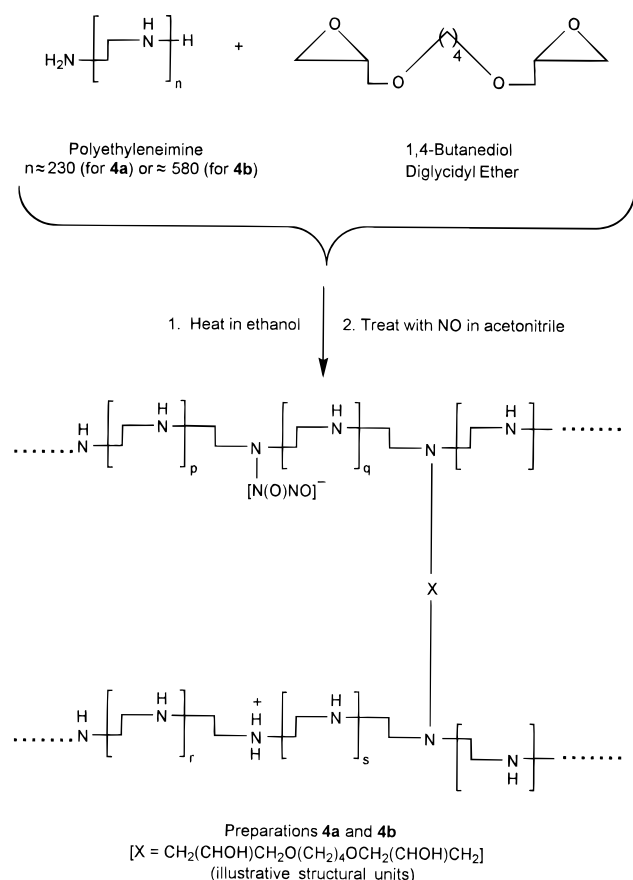 O O
H
H₂N N H + ( )₄
n O O
Polyethyleneimine 1,4-Butanediol
n ≈ 230 (for 4a) or ≈ 580 (for 4b) Diglycidyl Ether
1. Heat in ethanol 2. Treat with NO in acetonitrile
H H H H
N N N N N N
p q
[N(O)NO]⁻
X
+
H H H H
N N N N N N
H r H s H
Preparations 4a and 4b
[X = CH₂(CHOH)CH₂O(CH₂)₄OCH₂(CHOH)CH₂]
(illustrative structural units)